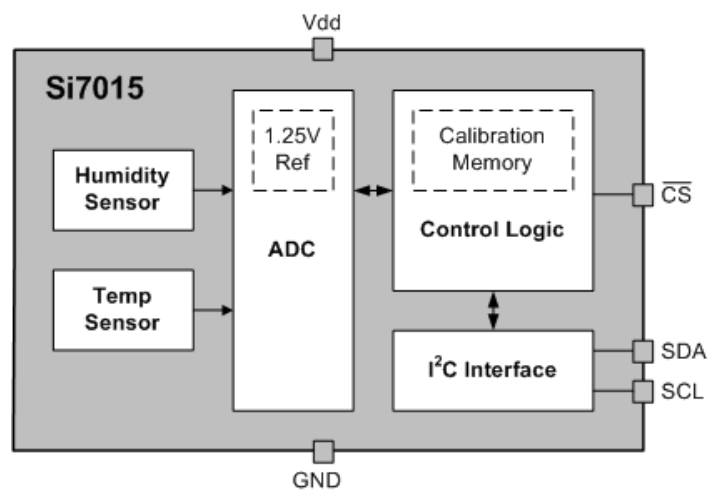 Vdd
Si7015
1.25V
Ref
Calibration
Memory
Humidity
Sensor
C̅S̅
Control Logic
ADC
Temp
Sensor
SDA
I²C Interface
SCL
GND